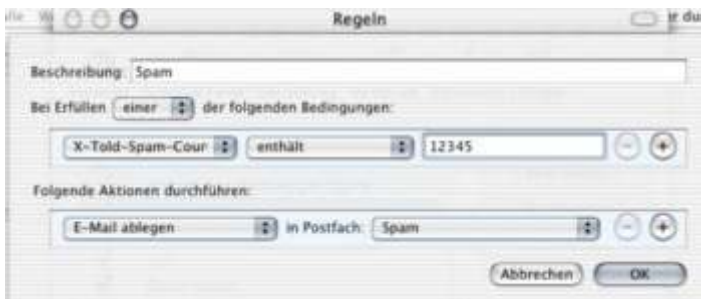 Regeln
Beschreibung: Spam
Bei Erfüllen einer der folgenden Bedingungen:
X-Told-Spam-Cour enthält 12345
Folgende Aktionen durchführen:
E-Mail ablegen in Postfach: Spam
Abbrechen OK